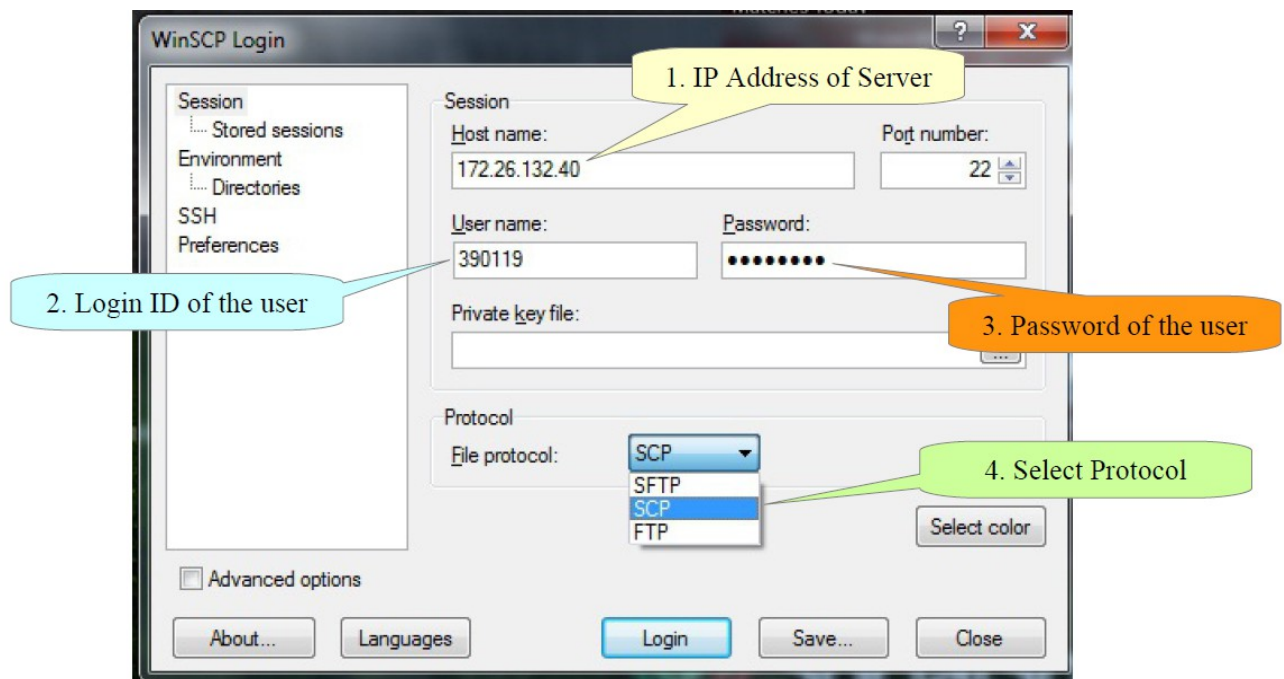 Matches Today
WinSCP Login
?
X
1. IP Address of Server
Session
Stored sessions
Environment
Directories
SSH
Preferences
Session
Host name:
Port number:
172.26.132.40
22
User name:
Password:
390119
••••••••
2. Login ID of the user
Private key file:
3. Password of the user
...
Protocol
File protocol:
SCP
SFTP
SCP
FTP
4. Select Protocol
Select color
Advanced options
About...
Languages
Login
Save...
Close